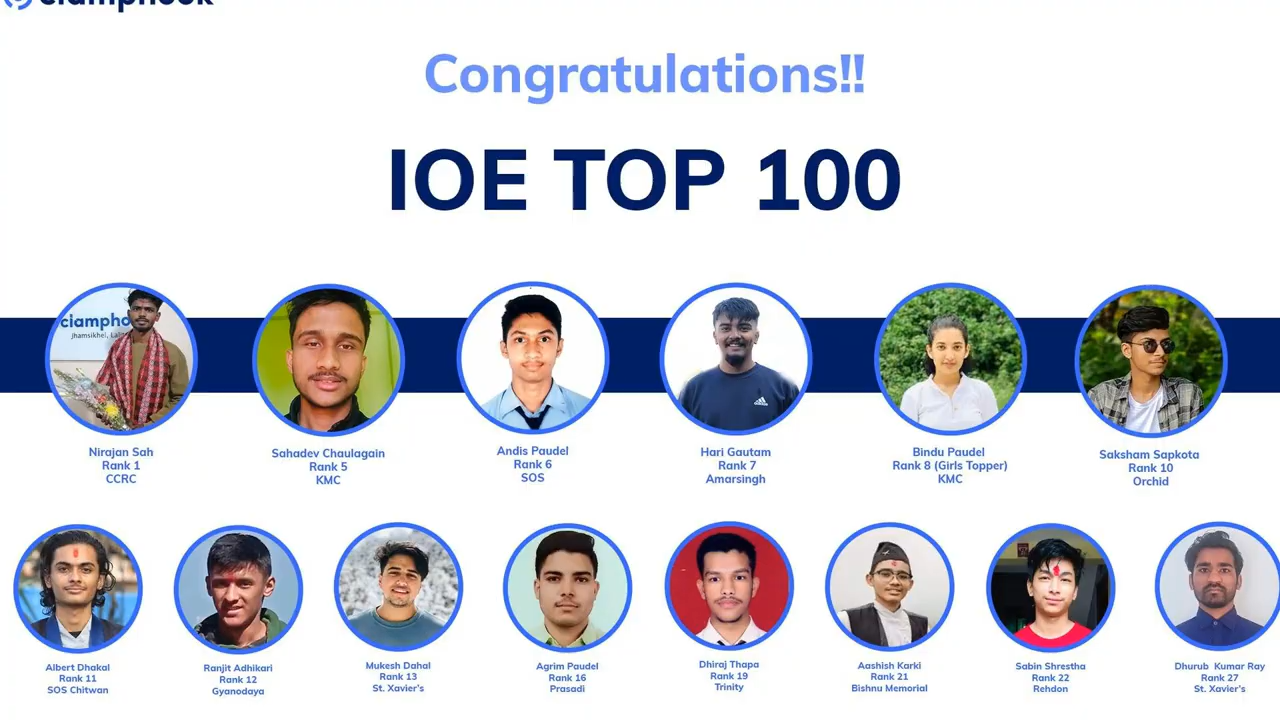 clamphook
Congratulations!!
IOE TOP 100
Nirajan Sah
Rank 1
CCRC
Sahadev Chaulagain
Rank 5
KMC
Andis Paudel
Rank 6
SOS
Hari Gautam
Rank 7
Amarsingh
Bindu Paudel
Rank 8 (Girls Topper)
KMC
Saksham Sapkota
Rank 10
Orchid
Albert Dhakal
Rank 11
SOS Chitwan
Ranjit Adhikari
Rank 12
Gyanodaya
Mukesh Dahal
Rank 13
St. Xavier's
Agrim Paudel
Rank 16
Prasadi
Dhiraj Thapa
Rank 19
Trinity
Aashish Karki
Rank 21
Bishnu Memorial
Sabin Shrestha
Rank 22
Rehdon
Dhurub Kumar Ray
Rank 27
St. Xavier's